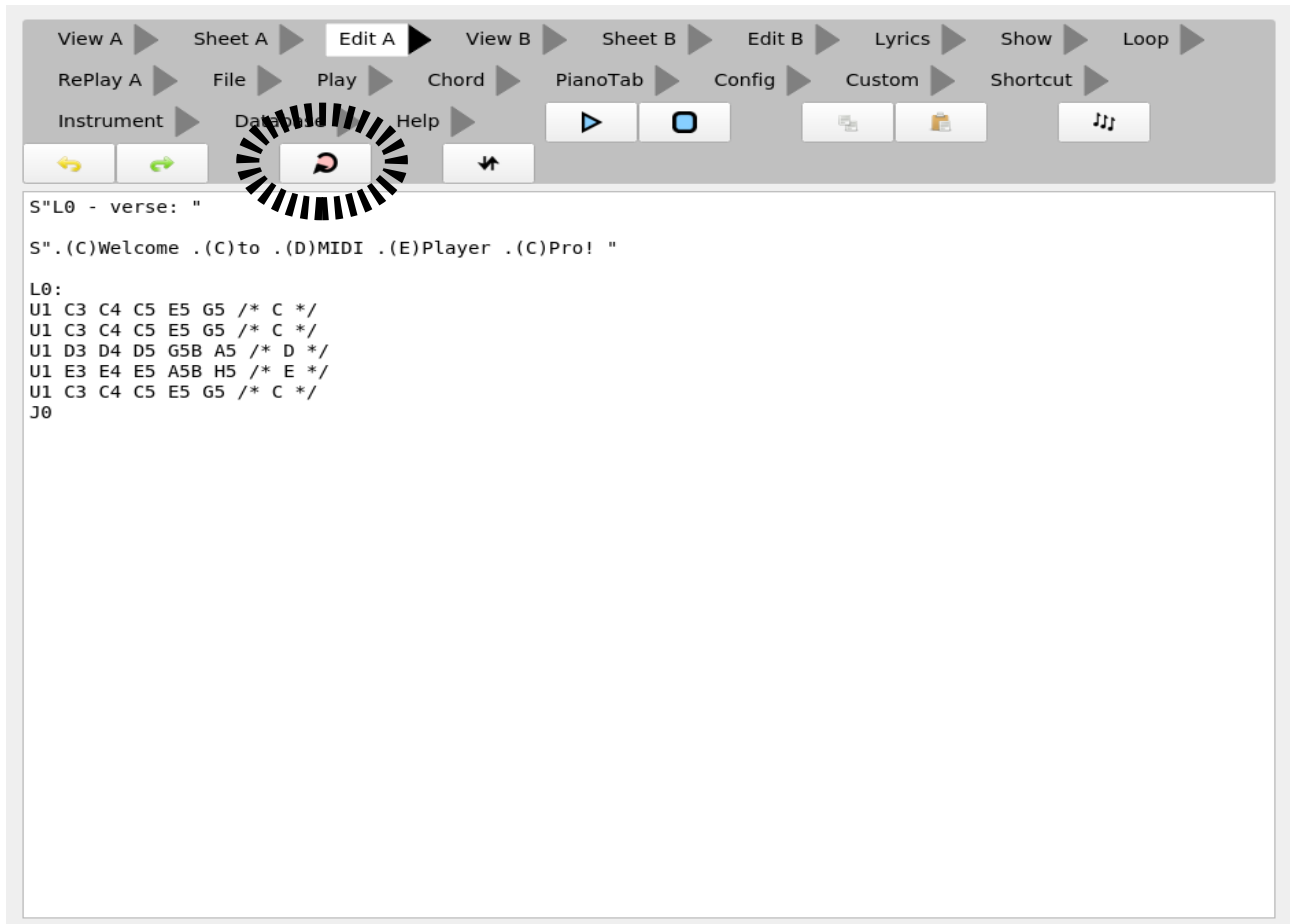 View A Sheet A Edit A View B Sheet B Edit B Lyrics Show Loop
RePlay A File Play Chord PianoTab Config Custom Shortcut
Instrument Database Help
S"L0 - verse: "
S".(C)Welcome .(C)to .(D)MIDI .(E)Player .(C)Pro! "
L0:
U1 C3 C4 C5 E5 G5 /* C */
U1 C3 C4 C5 E5 G5 /* C */
U1 D3 D4 D5 G5B A5 /* D */
U1 E3 E4 E5 A5B H5 /* E */
U1 C3 C4 C5 E5 G5 /* C */
J0